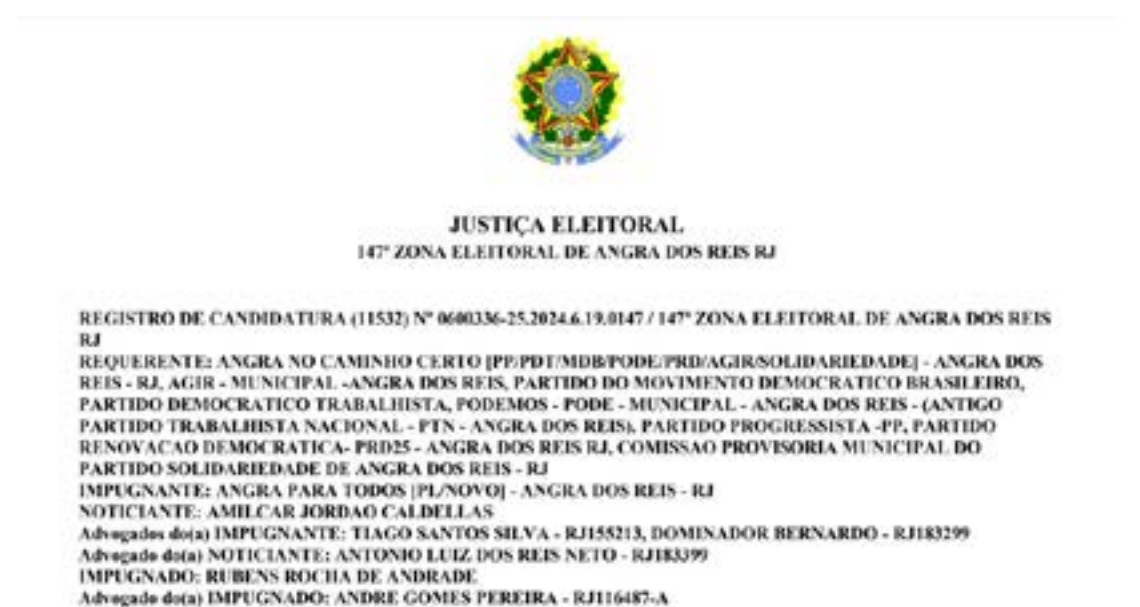 JUSTIÇA ELEITORAL
147ª ZONA ELEITORAL DE ANGRA DOS REIS RJ
REGISTRO DE CANDIDATURA (11532) Nº 0600336-25.2024.6.19.0147 / 147ª ZONA ELEITORAL DE ANGRA DOS REIS
RJ
REQUERENTE: ANGRA NO CAMINHO CERTO [PP/PDT/MDB/PODE/PRD/AGIR/SOLIDARIEDADE] - ANGRA DOS
REIS - RJ, AGIR - MUNICIPAL -ANGRA DOS REIS, PARTIDO DO MOVIMENTO DEMOCRATICO BRASILEIRO,
PARTIDO DEMOCRATICO TRABALHISTA, PODEMOS - PODE - MUNICIPAL - ANGRA DOS REIS - (ANTIGO
PARTIDO TRABALHISTA NACIONAL - PTN - ANGRA DOS REIS), PARTIDO PROGRESSISTA -PP, PARTIDO
RENOVACAO DEMOCRATICA- PRD25 - ANGRA DOS REIS RJ, COMISSAO PROVISORIA MUNICIPAL DO
PARTIDO SOLIDARIEDADE DE ANGRA DOS REIS - RJ
IMPUGNANTE: ANGRA PARA TODOS [PL/NOVO] - ANGRA DOS REIS - RJ
NOTICIANTE: AMILCAR JORDAO CALDELLAS
Advogados do(a) IMPUGNANTE: TIAGO SANTOS SILVA - RJ155213, DOMINADOR BERNARDO - RJ183299
Advogado do(a) NOTICIANTE: ANTONIO LUIZ DOS REIS NETO - RJ183399
IMPUGNADO: RUBENS ROCHA DE ANDRADE
Advogado do(a) IMPUGNADO: ANDRE GOMES PEREIRA - RJ116487-A